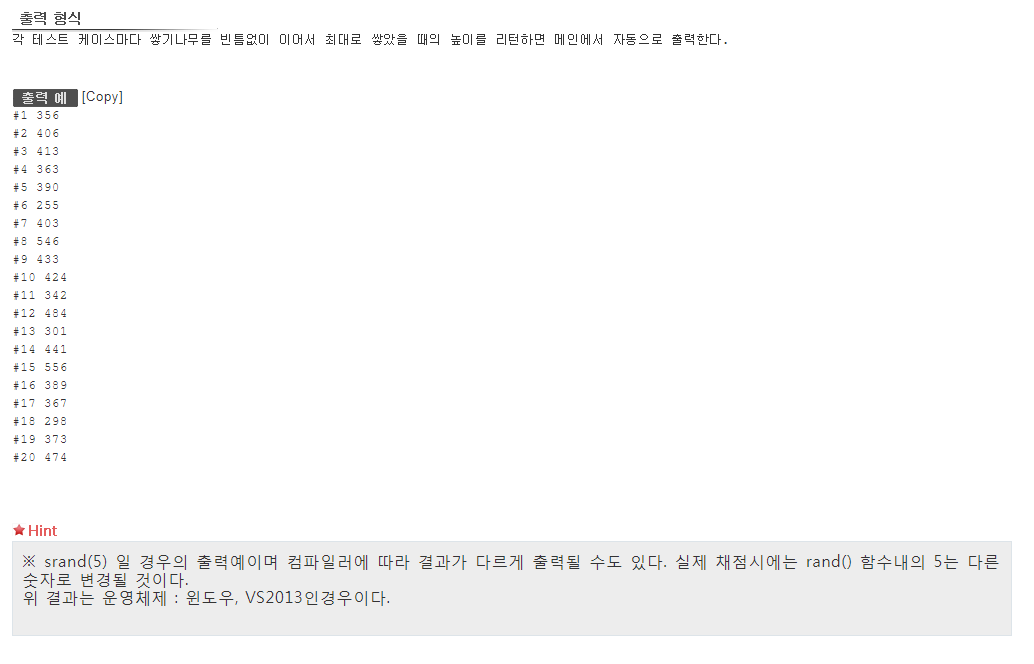 출력 형식
각 테스트 케이스마다 쌓기나무를 빈틈없이 이어서 최대로 쌓았을 때의 높이를 리턴하면 메인에서 자동으로 출력한다.
출력 예 [Copy]
#1 356
#2 406
#3 413
#4 363
#5 390
#6 255
#7 403
#8 546
#9 433
#10 424
#11 342
#12 484
#13 301
#14 441
#15 556
#16 389
#17 367
#18 298
#19 373
#20 474
Hint
※ srand(5) 일 경우의 출력예이며 컴파일러에 따라 결과가 다르게 출력될 수도 있다. 실제 채점시에는 rand() 함수내의 5는 다른
숫자로 변경될 것이다.
위 결과는 운영체제 : 윈도우, VS2013인경우이다.